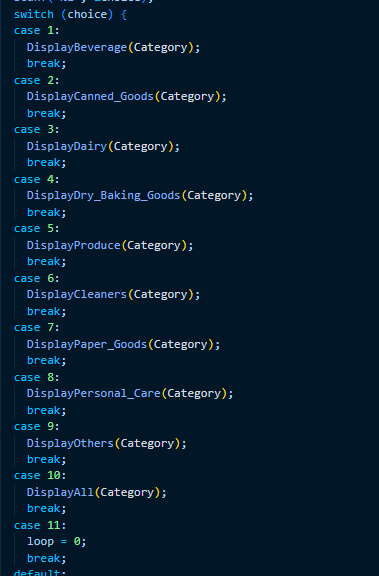 switch (choice) {
case 1:
DisplayBeverage(Category);
break;
case 2:
DisplayCanned_Goods(Category);
break;
case 3:
DisplayDairy(Category);
break;
case 4:
DisplayDry_Baking_Goods(Category);
break;
case 5:
DisplayProduce(Category);
break;
case 6:
DisplayCleaners(Category);
break;
case 7:
DisplayPaper_Goods(Category);
break;
case 8:
DisplayPersonal_Care(Category);
break;
case 9:
DisplayOthers(Category);
break;
case 10:
DisplayAll(Category);
break;
case 11:
loop = 0;
break;
default: